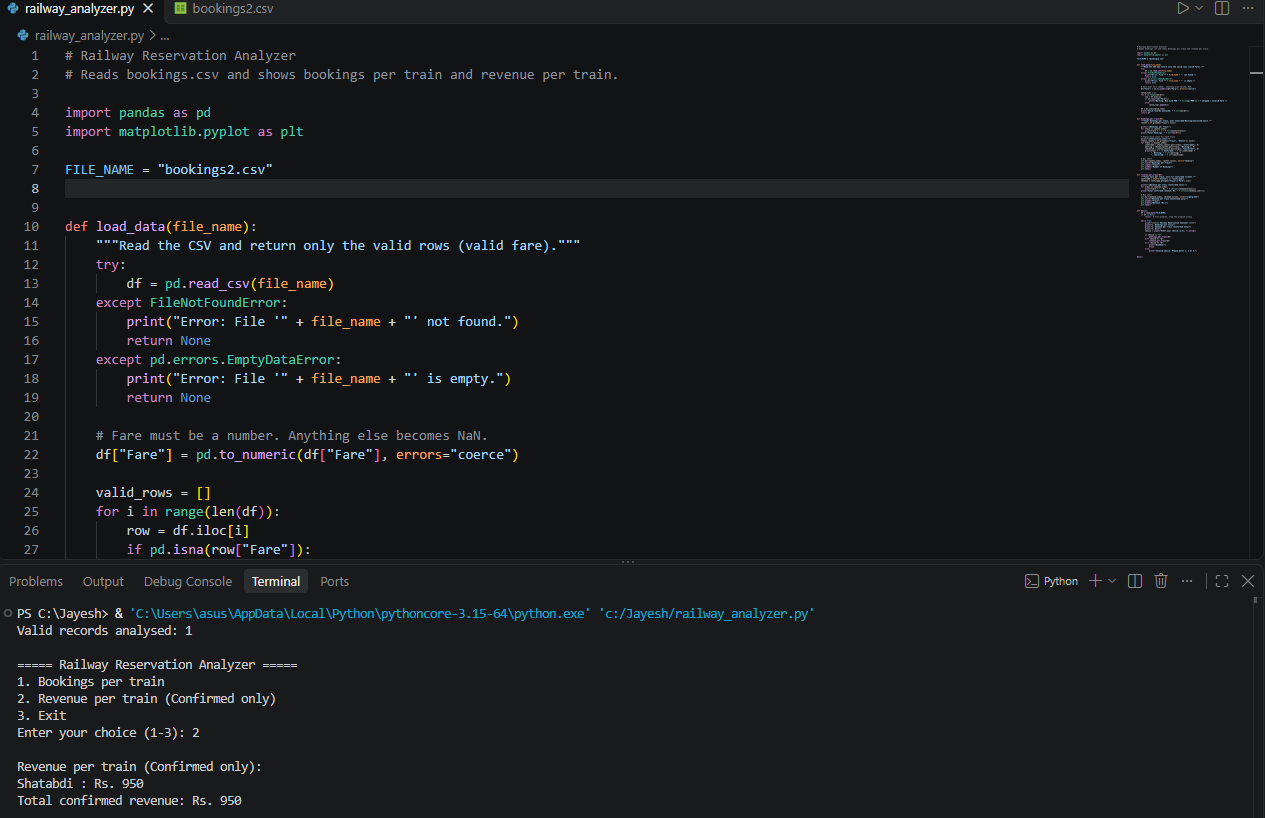 railway_analyzer.py
bookings2.csv
railway_analyzer.py > ...
1 # Railway Reservation Analyzer
2 # Reads bookings.csv and shows bookings per train and revenue per train.
3
4 import pandas as pd
5 import matplotlib.pyplot as plt
6
7 FILE_NAME = "bookings2.csv"
8
9
10 def load_data(file_name):
11     """Read the CSV and return only the valid rows (valid fare)."""
12     try:
13         df = pd.read_csv(file_name)
14     except FileNotFoundError:
15         print("Error: File '" + file_name + "' not found.")
16         return None
17     except pd.errors.EmptyDataError:
18         print("Error: File '" + file_name + "' is empty.")
19         return None
20
21     # Fare must be a number. Anything else becomes NaN.
22     df["Fare"] = pd.to_numeric(df["Fare"], errors="coerce")
23
24     valid_rows = []
25     for i in range(len(df)):
26         row = df.iloc[i]
27         if pd.isna(row["Fare"]):
Problems Output Debug Console Terminal Ports
Python
PS C:\Jayesh> & 'C:\Users\asus\AppData\Local\Python\pythoncore-3.15-64\python.exe' 'c:/Jayesh/railway_analyzer.py'
Valid records analysed: 1
===== Railway Reservation Analyzer =====
1. Bookings per train
2. Revenue per train (Confirmed only)
3. Exit
Enter your choice (1-3): 2
Revenue per train (Confirmed only):
Shatabdi : Rs. 950
Total confirmed revenue: Rs. 950